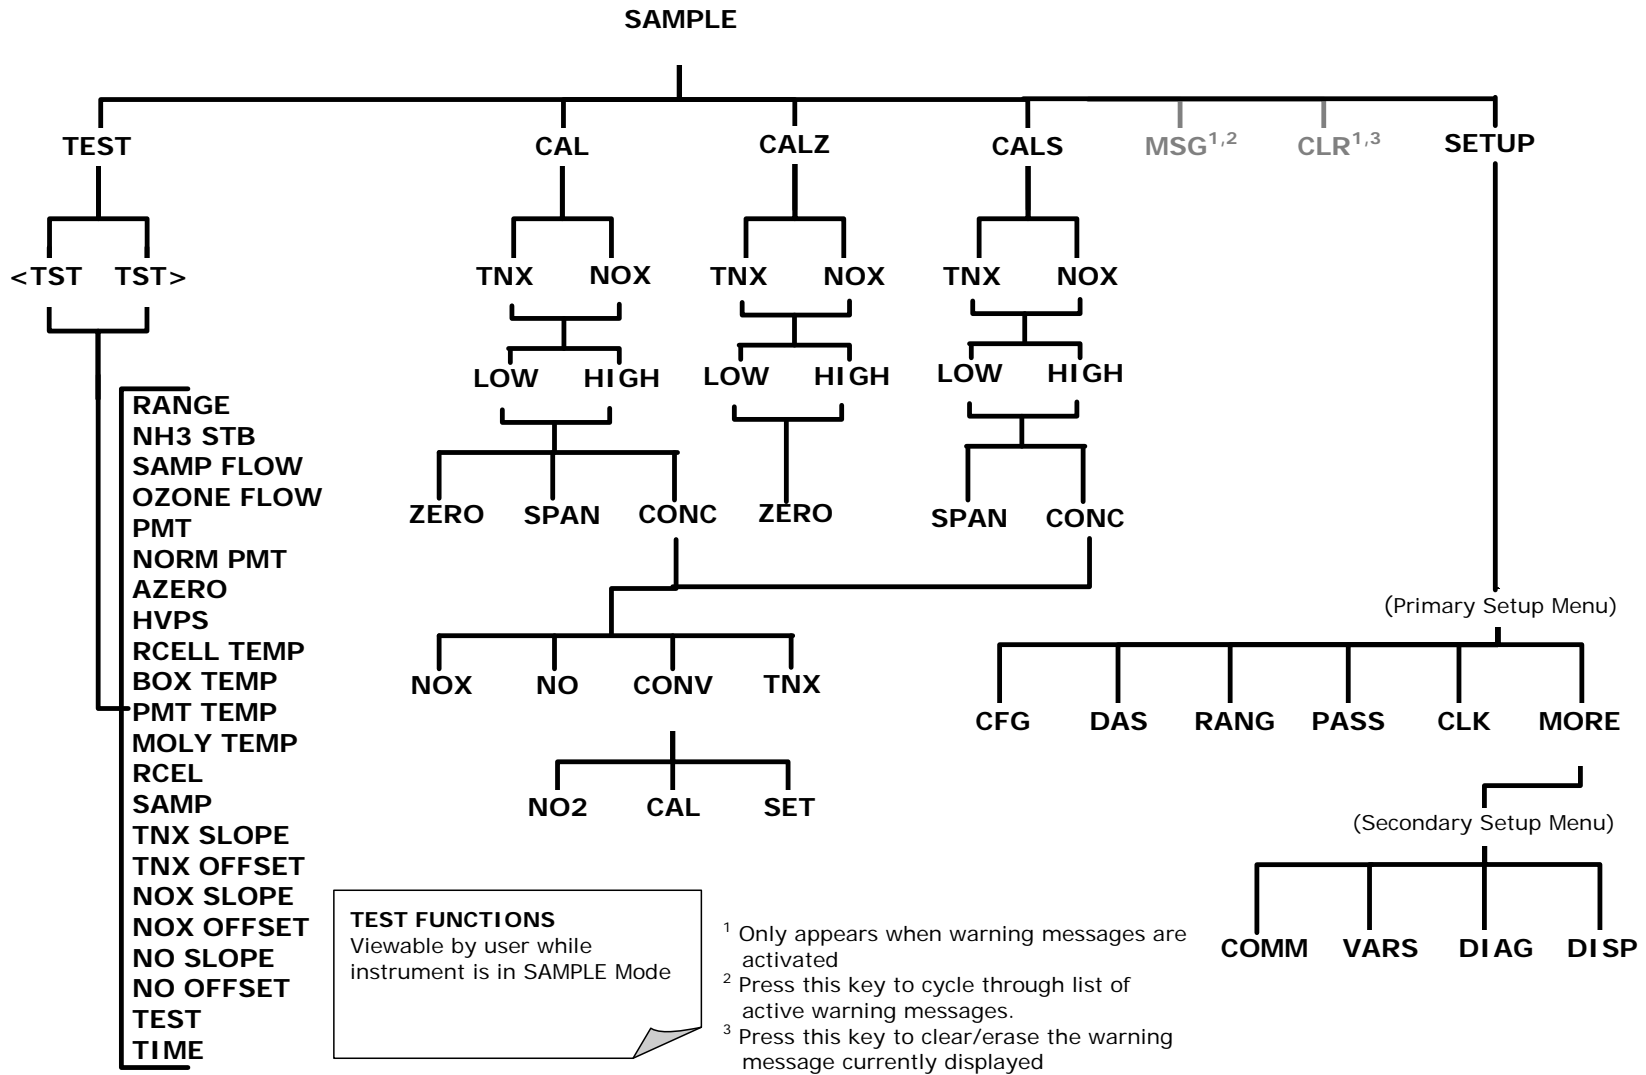 SAMPLE
TEST CAL CALZ CALS MSG1,2 CLR1,3 SETUP
<TST TST> TNX NOX TNX NOX TNX NOX
LOW HIGH LOW HIGH LOW HIGH
ZERO SPAN CONC ZERO SPAN CONC
RANGE
NH3 STB
SAMP FLOW
OZONE FLOW
PMT
NORM PMT
AZERO
HVPS
RCELL TEMP
BOX TEMP
PMT TEMP
MOLY TEMP
RCEL
SAMP
TNX SLOPE
TNX OFFSET
NOX SLOPE
NOX OFFSET
NO SLOPE
NO OFFSET
TEST
TIME
NOX NO CONV TNX
NO2 CAL SET
(Primary Setup Menu)
CFG DAS RANG PASS CLK MORE
(Secondary Setup Menu)
COMM VARS DIAG DISP
TEST FUNCTIONS
Viewable by user while
instrument is in SAMPLE Mode
1 Only appears when warning messages are
activated
2 Press this key to cycle through list of
active warning messages.
3 Press this key to clear/erase the warning
message currently displayed